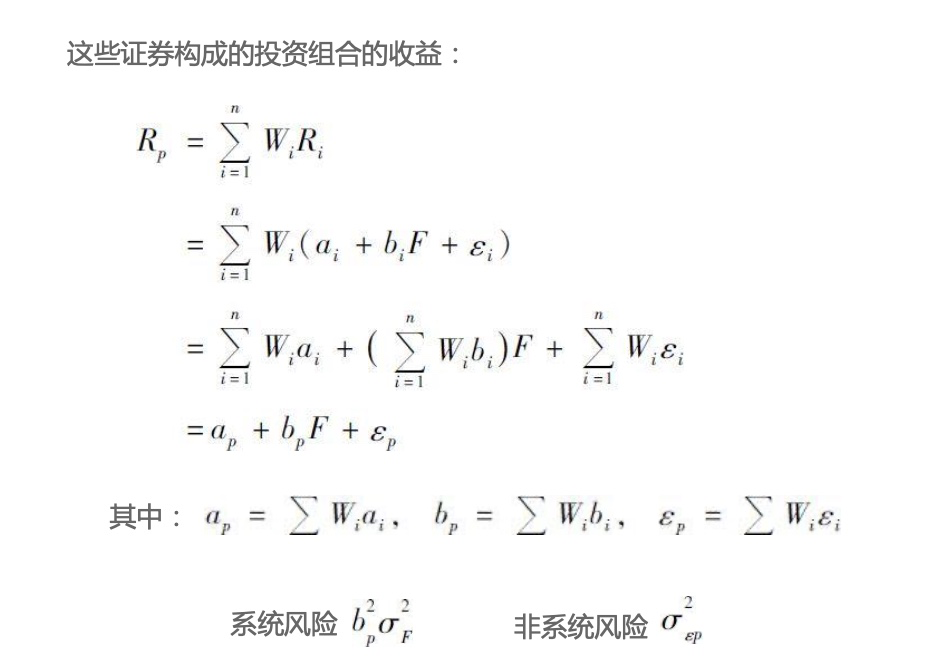 这些证券构成的投资组合的收益：
$R_p = \sum_{i=1}^{n} W_i R_i$
$= \sum_{i=1}^{n} W_i (a_i + b_i F + \varepsilon_i)$
$= \sum_{i=1}^{n} W_i a_i + (\sum_{i=1}^{n} W_i b_i) F + \sum_{i=1}^{n} W_i \varepsilon_i$
$= a_p + b_p F + \varepsilon_p$
其中： $a_p = \sum W_i a_i, \ b_p = \sum W_i b_i, \ \varepsilon_p = \sum W_i \varepsilon_i$
系统风险 $b_p^2 \sigma_F^2$ 非系统风险 $\sigma_{\varepsilon p}^2$